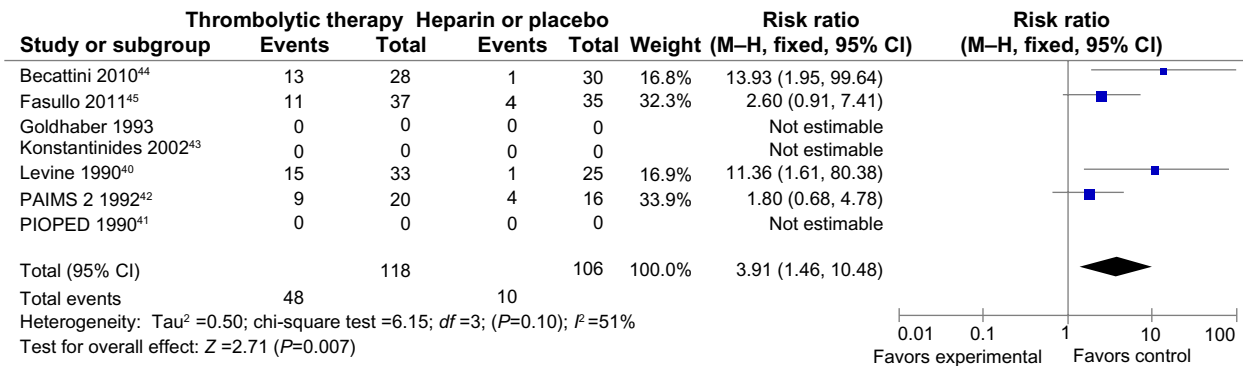 Thrombolytic therapy Heparin or placebo Risk ratio Risk ratio
Study or subgroup Events Total Events Total Weight (M–H, fixed, 95% CI) (M–H, fixed, 95% CI)
Becattini 2010⁴⁴ 13 28 1 30 16.8% 13.93 (1.95, 99.64)
Fasullo 2011⁴⁵ 11 37 4 35 32.3% 2.60 (0.91, 7.41)
Goldhaber 1993 0 0 0 0 Not estimable
Konstantinides 2002⁴³ 0 0 0 0 Not estimable
Levine 1990⁴⁰ 15 33 1 25 16.9% 11.36 (1.61, 80.38)
PAIMS 2 1992⁴² 9 20 4 16 33.9% 1.80 (0.68, 4.78)
PIOPED 1990⁴¹ 0 0 0 0 Not estimable
Total (95% CI) 118 106 100.0% 3.91 (1.46, 10.48)
Total events 48 10
Heterogeneity: Tau² =0.50; chi-square test =6.15; df =3; (P=0.10); I²=51%
Test for overall effect: Z =2.71 (P=0.007)
0.01 0.1 1 10 100
Favors experimental Favors control